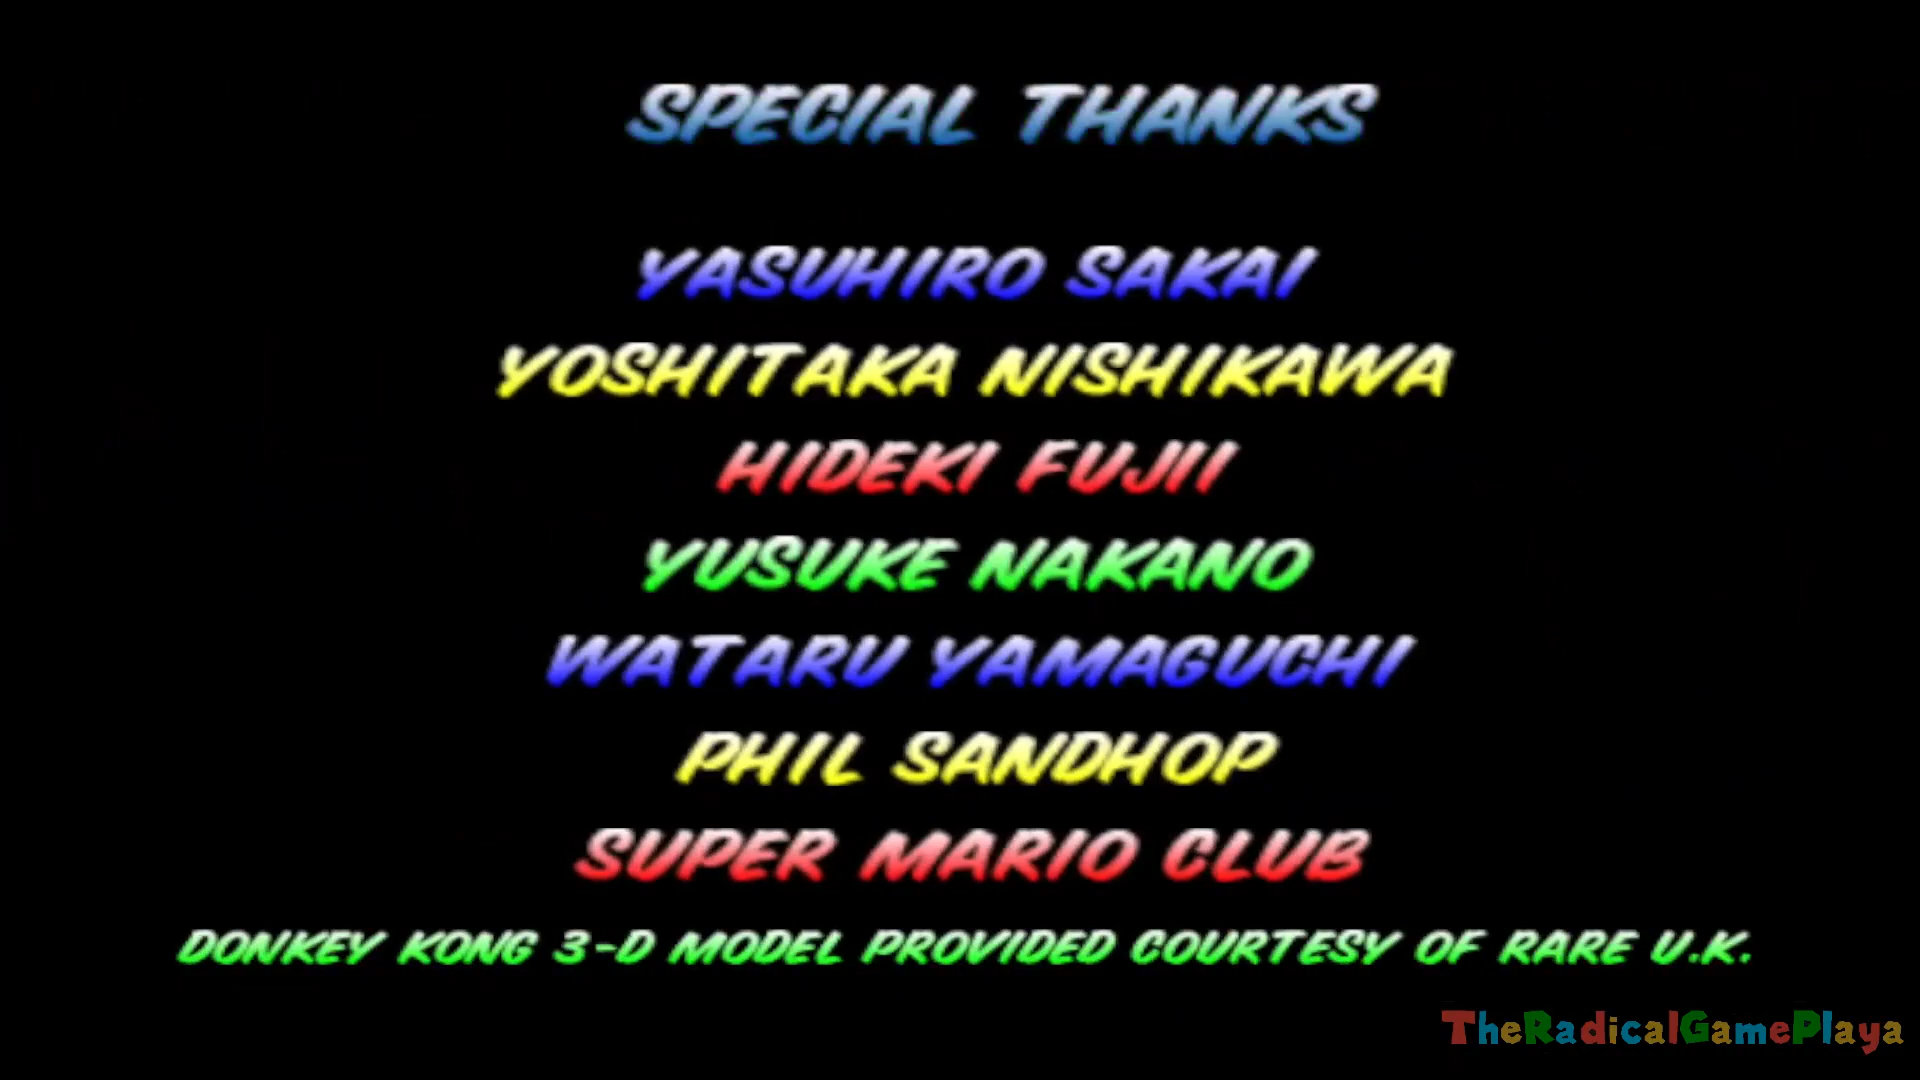 SPECIAL THANKS
YASUHIRO SAKAI
YOSHITAKA NISHIKAWA
HIDEKI FUJII
YUSUKE NAKANO
WATARU YAMAGUCHI
PHIL SANDHOP
SUPER MARIO CLUB
DONKEY KONG 3-D MODEL PROVIDED COURTESY OF RARE U.K.
TheRadicalGamePlaya